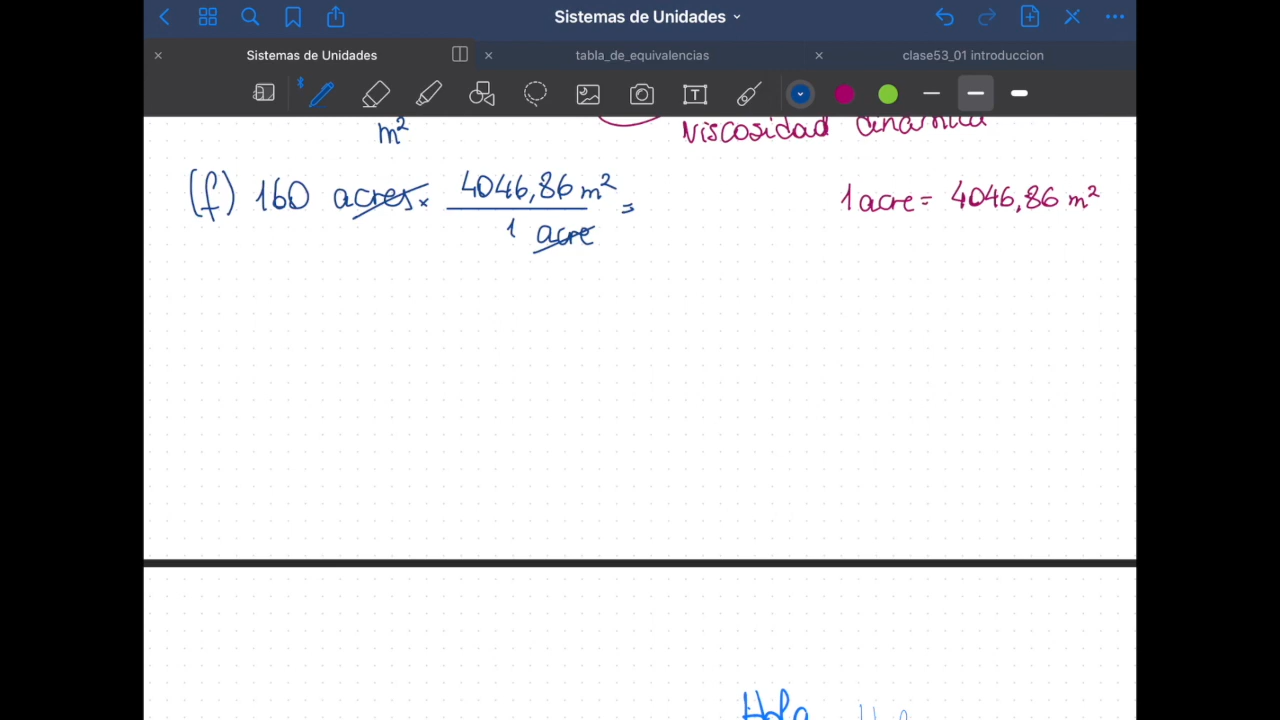 Sistemas de Unidades
Sistemas de Unidades
tabla_de_equivalencias
clase53_01 introduccion
m²
Viscosidad dinámica
(f) 160 acres × 4046,86 m² =
1 acre
1 acre = 4046,86 m²
Hola